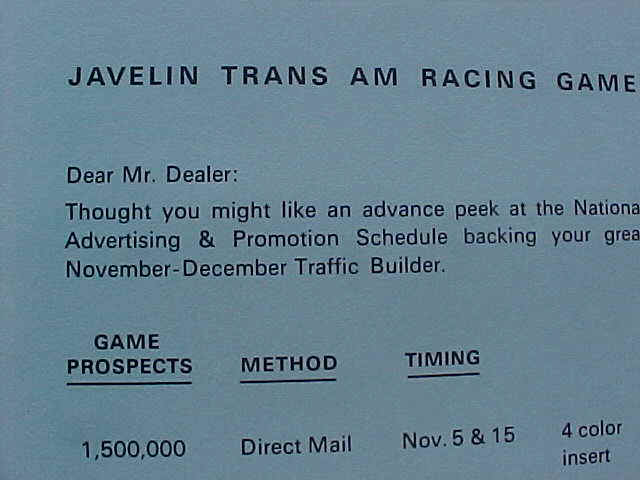 JAVELIN TRANS AM RACING GAME
Dear Mr. Dealer:
Thought you might like an advance peek at the Nationa
Advertising & Promotion Schedule backing your grea
November-December Traffic Builder.
GAME PROSPECTS METHOD TIMING
1,500,000 Direct Mail Nov. 5 & 15 4 color
insert